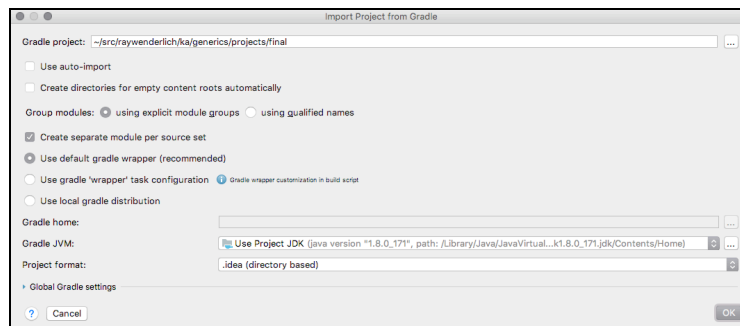 Import Project from Gradle
Gradle project: ~/src/raywenderlich/ka/generics/projects/final ...
Use auto-import
Create directories for empty content roots automatically
Group modules: using explicit module groups using qualified names
Create separate module per source set
Use default gradle wrapper (recommended)
Use gradle 'wrapper' task configuration Gradle wrapper customization in build script
Use local gradle distribution
Gradle home: ...
Gradle JVM: Use Project JDK (java version "1.8.0_171", path: /Library/Java/JavaVirtual...k1.8.0_171.jdk/Contents/Home) ...
Project format: .idea (directory based)
Global Gradle settings
? Cancel OK